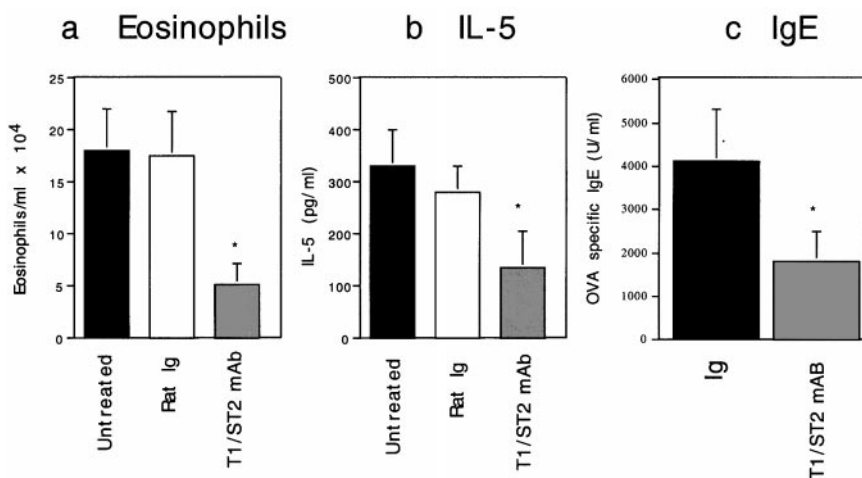 a Eosinophils
b IL-5
c IgE
Eosinophils/ml x 10⁴
25
20
15
10
5
0
*
Untreated
Rat Ig
T1/ST2 mAb
IL-5 (pg/ml)
500
400
300
200
100
0
*
Untreated
Rat Ig
T1/ST2 mAb
OVA specific IgE (U/ml)
6000
5000
4000
3000
2000
1000
0
*
Ig
T1/ST2 mAB